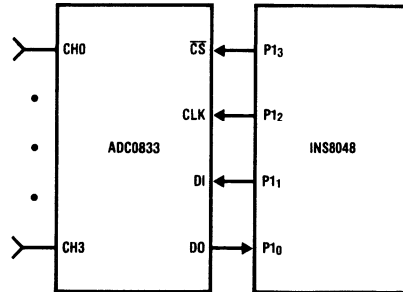 CH0 CS P1₃
CLK P1₂
ADC0833 INS8048
DI P1₁
CH3 DO P1₀